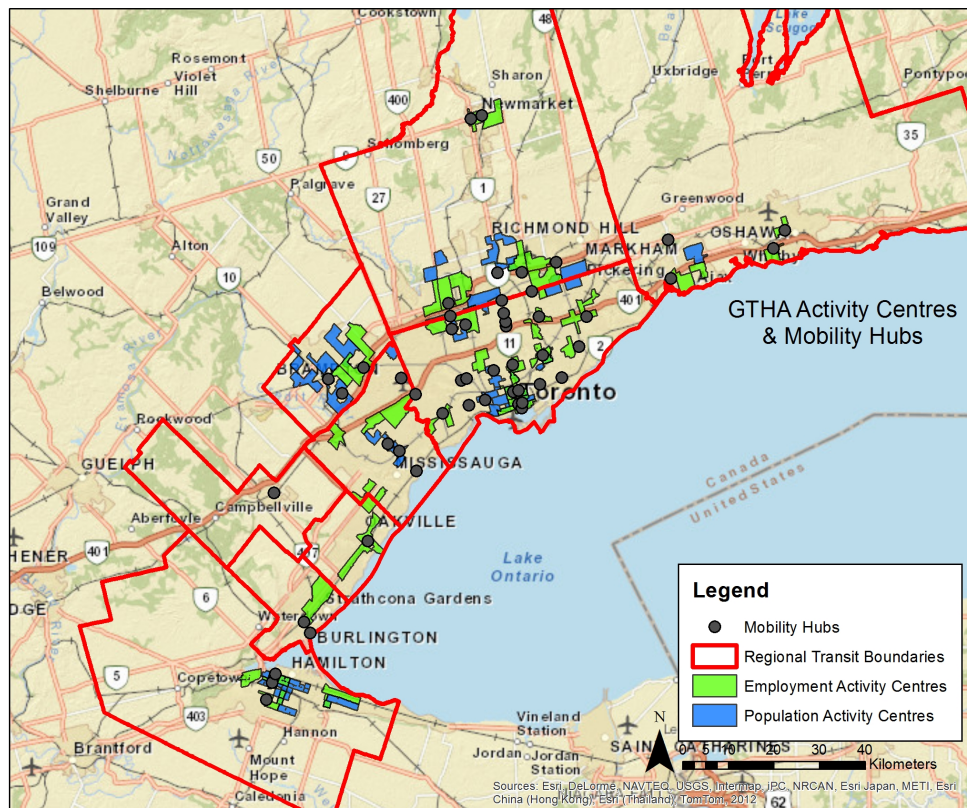 Cookstown
48
Lake
Scugog
Rosemont
Violet
Hill
Shelburne
Sharon
Uxbridge
Port
Perry
Pontypool
400
Newmarket
Nottawasaga River
Schomberg
35
50
9
Palgrave
27
1
Greenwood
Grand
Valley
109
Alton
RICHMOND HILL
MARKHAM
OSHAWA
Pickering
Whitby
Ajax
10
Belwood
401
GTHA Activity Centres
& Mobility Hubs
11
2
BRAMPTON
Toronto
Rockwood
GUELPH
MISSISSAUGA
Canada
United States
Campbellville
Aberfoyle
OAKVILLE
HENER
401
407
Lake
Ontario
DGE
6
Strathcona Gardens
Waterdown
BURLINGTON
HAMILTON
5
Copetown
403
Hannon
Brantford
Mount
Hope
Caledonia
Vineland
Station
Jordan
Jordan
Station
SAINT CATHARINES
62
Legend
Mobility Hubs
Regional Transit Boundaries
Employment Activity Centres
Population Activity Centres
N
0 5 10 20 30 40
Kilometers
Sources: Esri, DeLorme, NAVTEQ, USGS, Intermap, iPC, NRCAN, Esri Japan, METI, Esri
China (Hong Kong), Esri (Thailand), TomTom, 2012